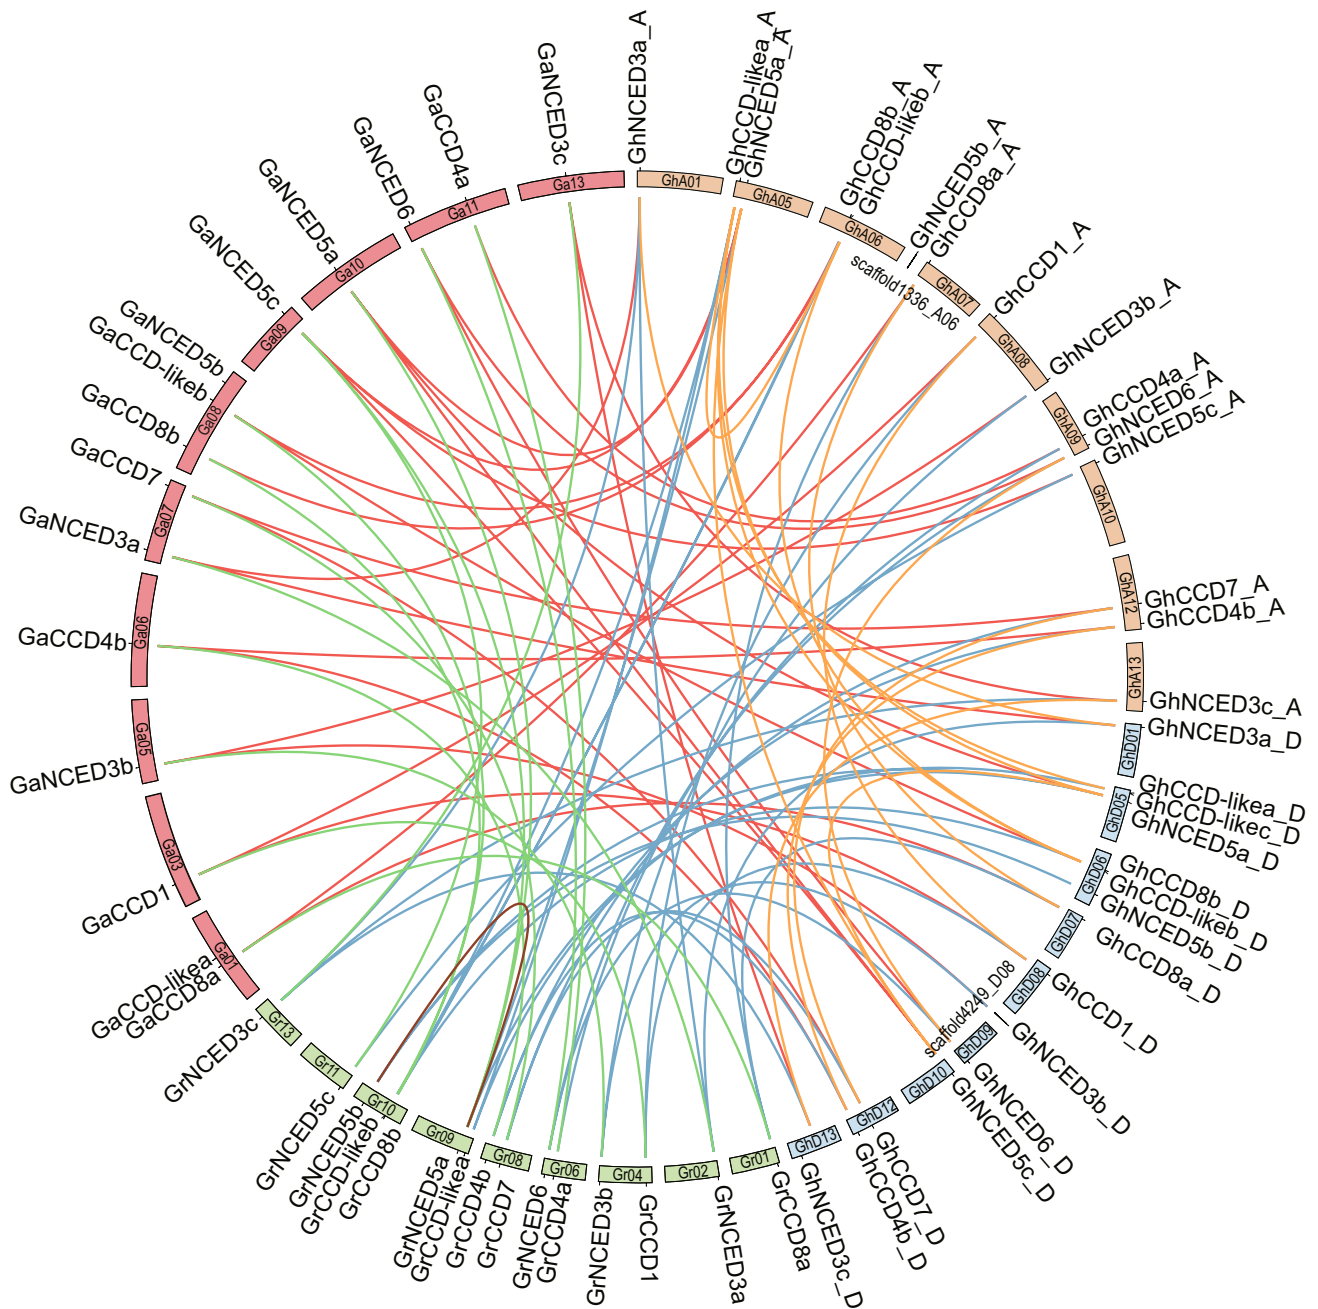 GhNCED3a_A
GhA01
GhCCD-likea_A
GhNCED5a_A
GhA05
GhCCD8b_A
GhCCD-likeb_A
GhA06
scaffold1336_A06
GhNCED5b_A
GhCCD8a_A
GhA07
GhCCD1_A
GhA08
GhNCED3b_A
GhA09
GhCCD4a_A
GhNCED6_A
GhNCED5c_A
GhA10
GhA12
GhCCD7_A
GhCCD4b_A
GhA13
GhNCED3c_A
GhNCED3a_D
GhD01
GhCCD-likea_D
GhCCD-likec_D
GhNCED5a_D
GhD05
GhCCD8b_D
GhCCD-likeb_D
GhNCED5b_D
GhD06
GhCCD8a_D
GhD07
GhCCD1_D
GhD08
scaffold4249_D08
GhNCED3b_D
GhD09
GhNCED6_D
GhNCED5c_D
GhD10
GhD12
GhCCD7_D
GhCCD4b_D
GhD13
GhNCED3c_D
GrCCD8a
Gr01
GrNCED3a
Gr02
GrCCD1
Gr04
GrNCED3b
GrCCD4a
GrNCED6
Gr06
GrCCD7
GrCCD4b
Gr08
GrCCD-likea
GrNCED5a
Gr09
GrCCD8b
GrCCD-likeb
GrNCED5b
Gr10
GrNCED5c
Gr11
GrNCED3c
Gr13
GaCCD8a
GaCCD-likea
Ga01
GaCCD1
Ga03
GaNCED3b
Ga05
GaCCD4b
Ga06
GaNCED3a
Ga07
GaCCD7
GaCCD8b
Ga08
GaCCD-likeb
GaNCED5b
GaNCED5c
Ga09
GaNCED5a
Ga10
GaNCED6
GaCCD4a
Ga11
GaNCED3c
Ga13